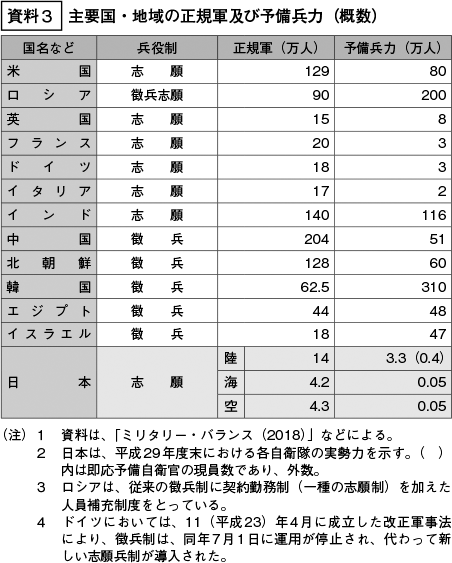 資料3 主要国・地域の正規軍及び予備兵力（概数）
国名など 兵役制 正規軍（万人） 予備兵力（万人）
米国 志願 129 80
ロシア 徴兵志願 90 200
英国 志願 15 8
フランス 志願 20 3
ドイツ 志願 18 3
イタリア 志願 17 2
インド 志願 140 116
中国 徴兵 204 51
北朝鮮 徴兵 128 60
韓国 徴兵 62.5 310
エジプト 徴兵 44 48
イスラエル 徴兵 18 47
日本 志願 陸 14 3.3（0.4）
海 4.2 0.05
空 4.3 0.05
（注）1 資料は、「ミリタリー・バランス（2018）」などによる。
2 日本は、平成29年度末における各自衛隊の実勢力を示す。（　）
内は即応予備自衛官の現員数であり、外数。
3 ロシアは、従来の徴兵制に契約勤務制（一種の志願制）を加えた
人員補充制度をとっている。
4 ドイツにおいては、11（平成23）年4月に成立した改正軍事法
により、徴兵制は、同年7月1日に運用が停止され、代わって新
しい志願兵制が導入された。